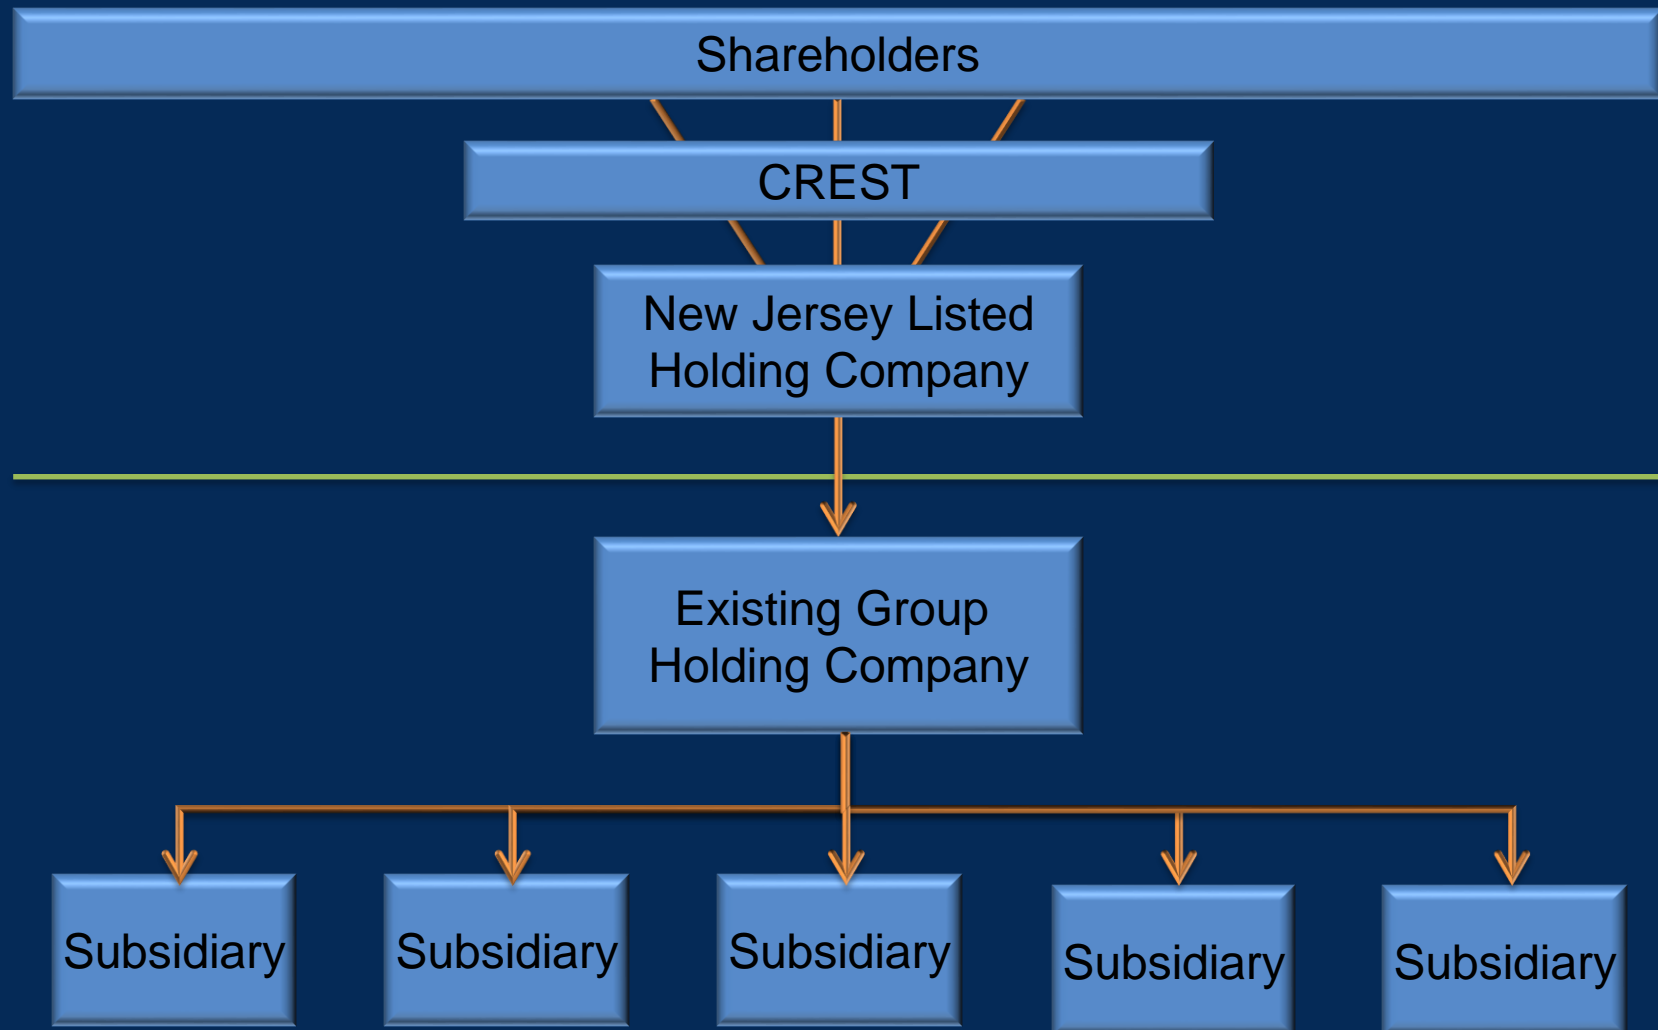 Shareholders
CREST
New Jersey Listed
Holding Company
Existing Group
Holding Company
Subsidiary
Subsidiary
Subsidiary
Subsidiary
Subsidiary